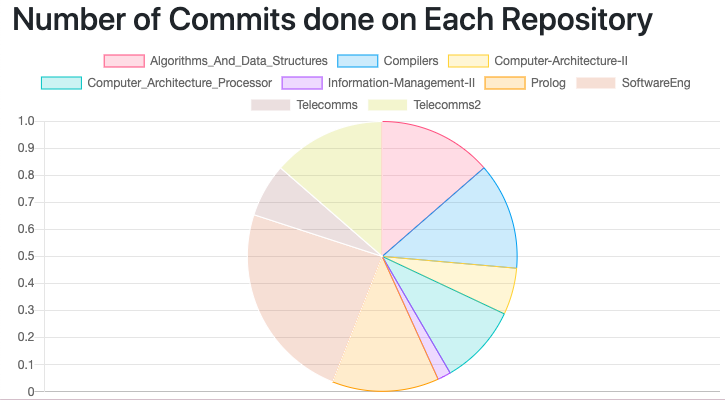 Number of Commits done on Each Repository
Algorithms_And_Data_Structures Compilers Computer-Architecture-II
Computer_Architecture_Processor Information-Management-II Prolog SoftwareEng
Telecomms Telecomms2
1.0
0.9
0.8
0.7
0.6
0.5
0.4
0.3
0.2
0.1
0